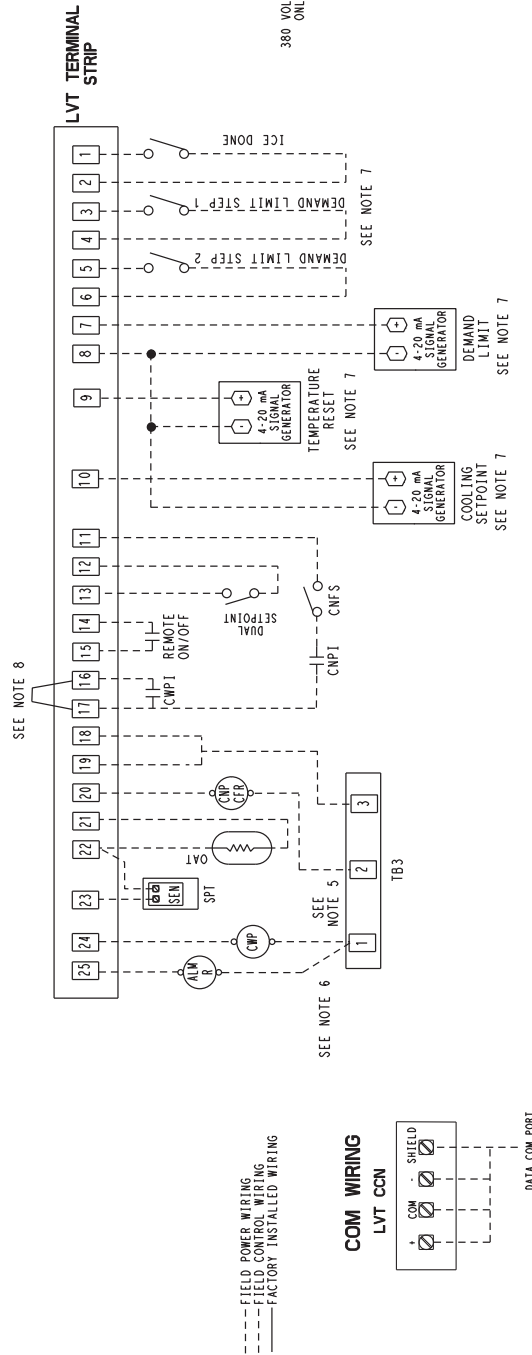 LVT TERMINAL
STRIP
1
2
3
4
5
6
7
8
9
10
11
12
13
14
15
16
17
18
19
20
21
22
23
24
25
ICE DONE
DEMAND LIMIT STEP 1
DEMAND LIMIT STEP 2
SEE NOTE 7
380 VOL
ONL
+
-
4-20 mA
SIGNAL
GENERATOR
DEMAND
LIMIT
SEE NOTE 7
+
-
4-20 mA
SIGNAL
GENERATOR
TEMPERATURE
RESET
SEE NOTE 7
+
-
4-20 mA
SIGNAL
GENERATOR
COOLING
SETPOINT
SEE NOTE 7
DUAL
SETPOINT
CNFS
CNPI
REMOTE
ON/OFF
CWPI
SEE NOTE 8
CNP
CFR
OAT
SEN
SPT
CWP
ALM
R
SEE
NOTE 5
SEE NOTE 6
3
2
1
TB3
FIELD POWER WIRING
FIELD CONTROL WIRING
FACTORY INSTALLED WIRING
COM WIRING
LVT CCN
+
COM
-
SHIELD
DATA COM PORT